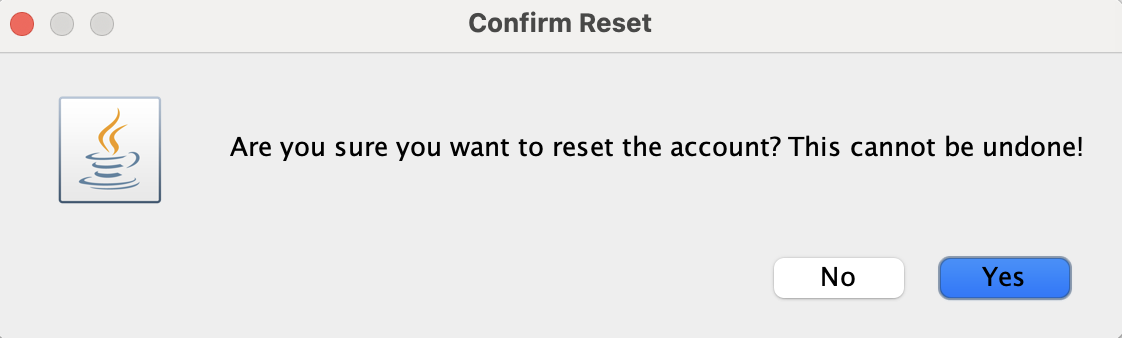 Confirm Reset
Are you sure you want to reset the account? This cannot be undone!
No
Yes